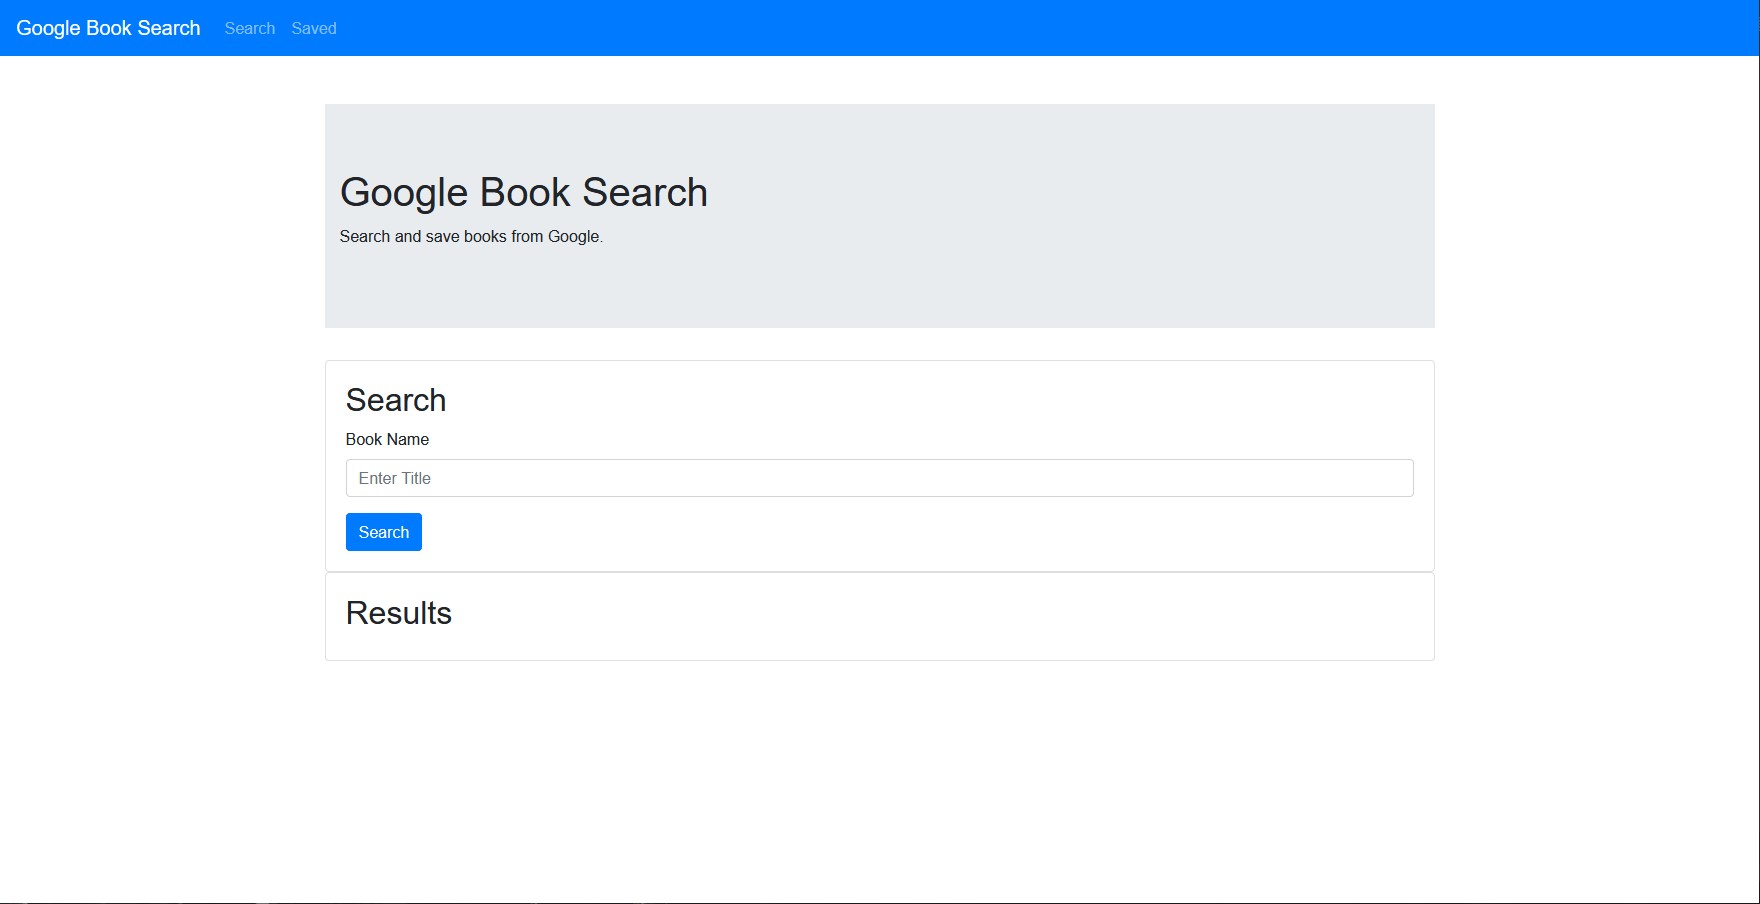 Google Book Search Search Saved
Google Book Search
Search and save books from Google.
Search
Book Name
Enter Title
Search
Results